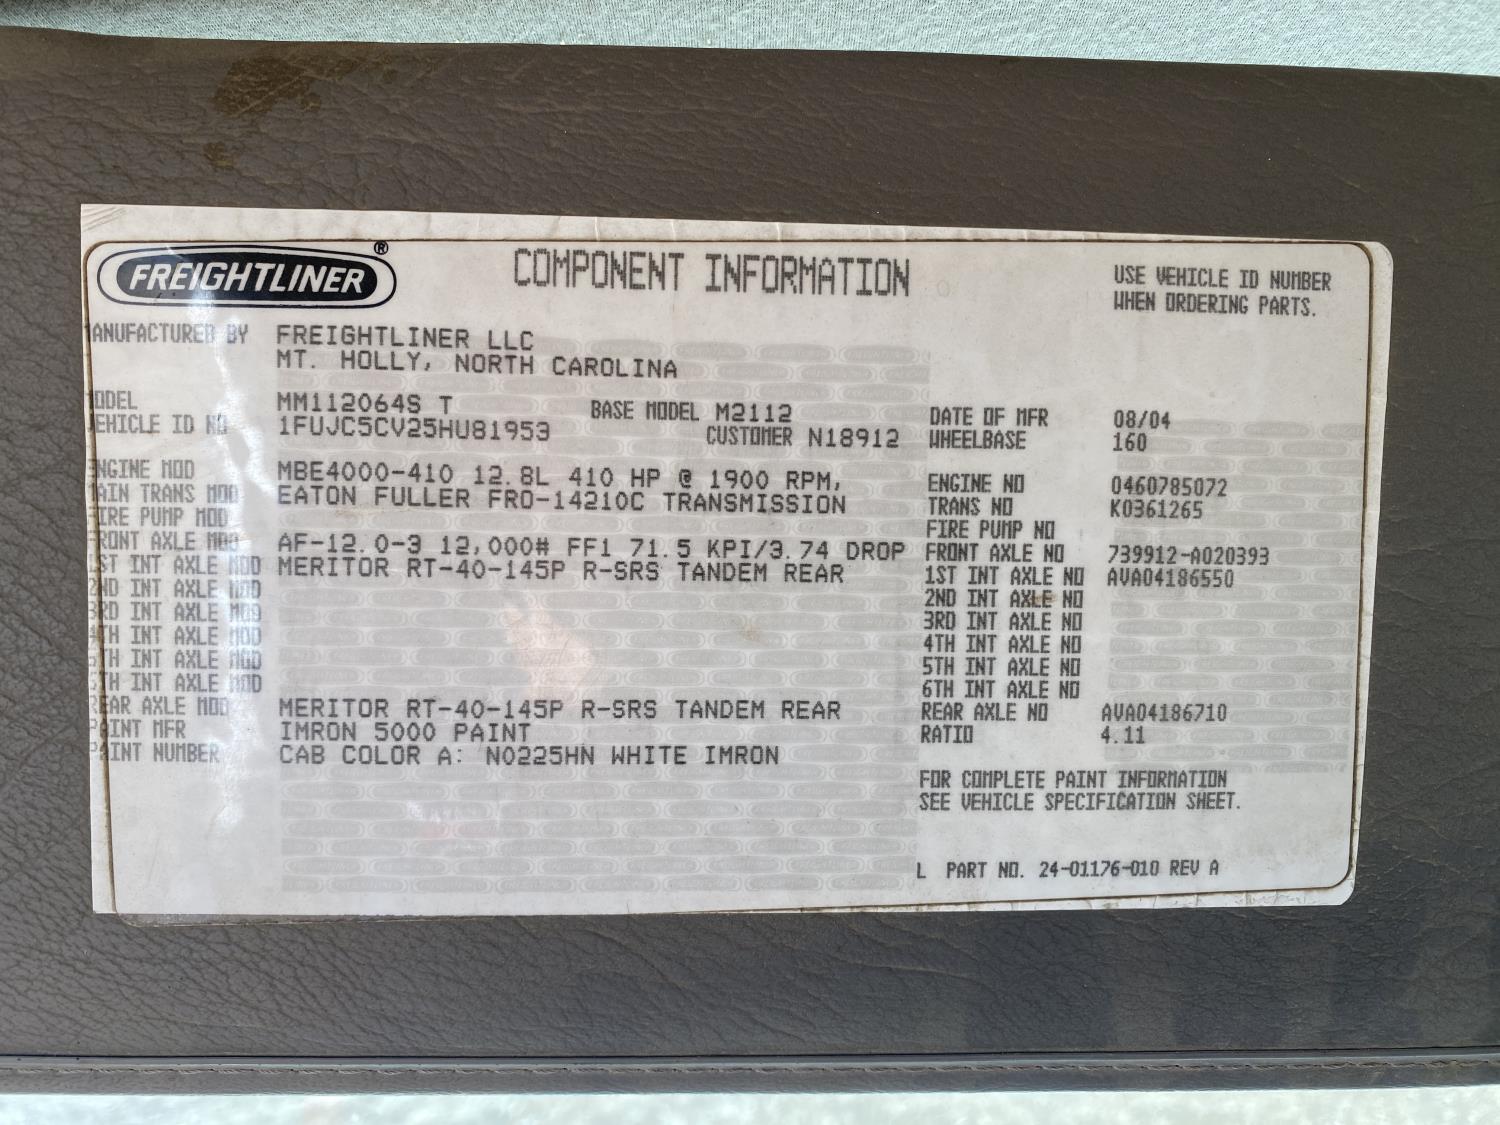 FREIGHTLINER®
COMPONENT INFORMATION
USE VEHICLE ID NUMBER
WHEN ORDERING PARTS.
ANUFACTURED BY FREIGHTLINER LLC
MT. HOLLY, NORTH CAROLINA
ODEL MM112064S T BASE MODEL M2112 DATE OF MFR 08/04
EHICLE ID NO 1FUJC5CV25HU81953 CUSTOMER N18912 WHEELBASE 160
NGINE MOD MBE4000-410 12.8L 410 HP @ 1900 RPM, ENGINE NO 0460785072
AIN TRANS MOD EATON FULLER FRO-14210C TRANSMISSION TRANS NO K0361265
IRE PUMP MOD FIRE PUMP NO
RONT AXLE MOD AF-12.0-3 12,000# FF1 71.5 KPI/3.74 DROP FRONT AXLE NO 739912-A020393
1ST INT AXLE MOD MERITOR RT-40-145P R-SRS TANDEM REAR 1ST INT AXLE NO AVA04186550
2ND INT AXLE MOD 2ND INT AXLE NO
3RD INT AXLE MOD 3RD INT AXLE NO
4TH INT AXLE MOD 4TH INT AXLE NO
5TH INT AXLE MOD 5TH INT AXLE NO
6TH INT AXLE MOD 6TH INT AXLE NO
REAR AXLE MOD MERITOR RT-40-145P R-SRS TANDEM REAR REAR AXLE NO AVA04186710
PAINT MFR IMRON 5000 PAINT RATIO 4.11
PAINT NUMBER CAB COLOR A: N0225HN WHITE IMRON
FOR COMPLETE PAINT INFORMATION
SEE VEHICLE SPECIFICATION SHEET.
L PART NO. 24-01176-010 REV A